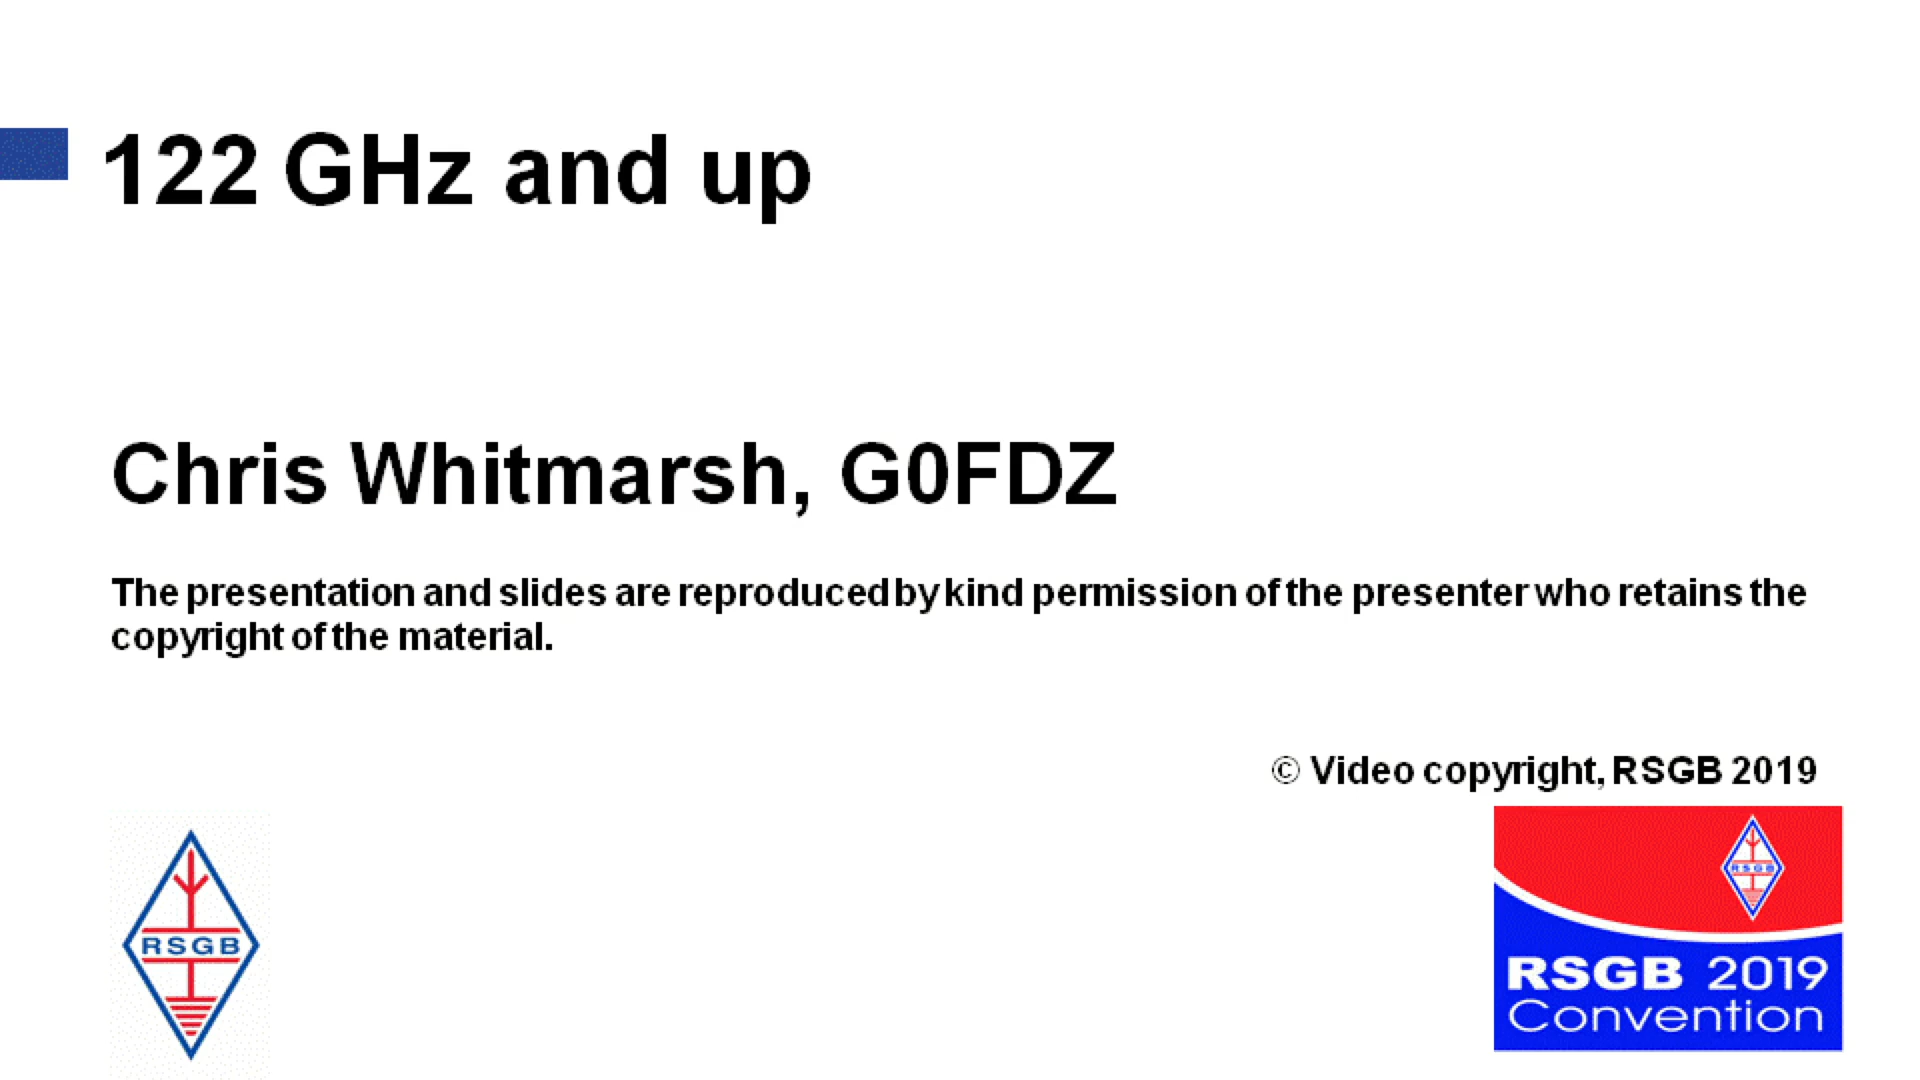 122 GHz and up
Chris Whitmarsh, G0FDZ
The presentation and slides are reproduced by kind permission of the presenter who retains the
copyright of the material.
© Video copyright, RSGB 2019
RSGB
RSGB
RSGB 2019
Convention